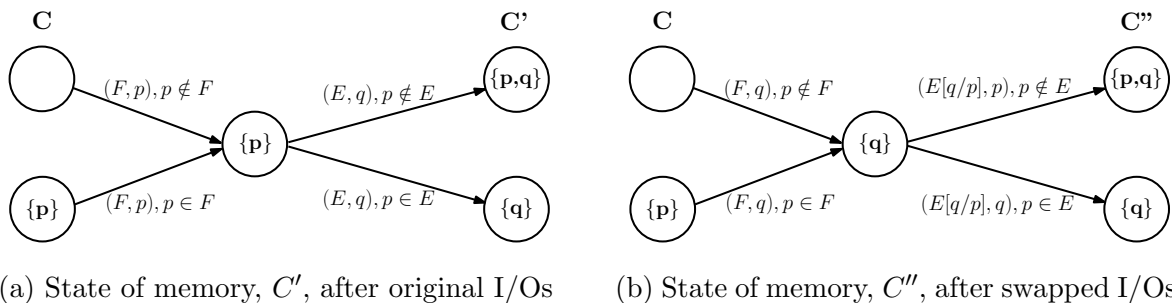 C C' C C''
(F, p), p ∉ F (E, q), p ∉ E {p,q} (F, q), p ∉ F (E[q/p], p), p ∉ E {p,q}
{p} {q}
{p} (F, p), p ∈ F (E, q), p ∈ E {q} {p} (F, q), p ∈ F (E[q/p], q), p ∈ E {q}
(a) State of memory, C′, after original I/Os (b) State of memory, C′′, after swapped I/Os